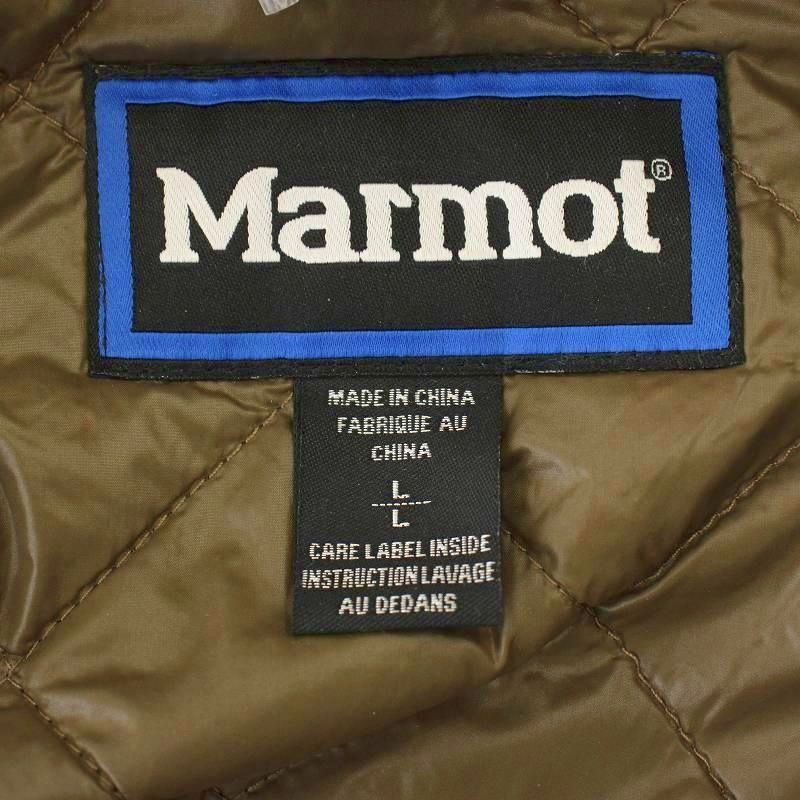 Marmot®
MADE IN CHINA
FABRIQUE AU
CHINA
L
L
CARE LABEL INSIDE
INSTRUCTION LAVAGE
AU DEDANS